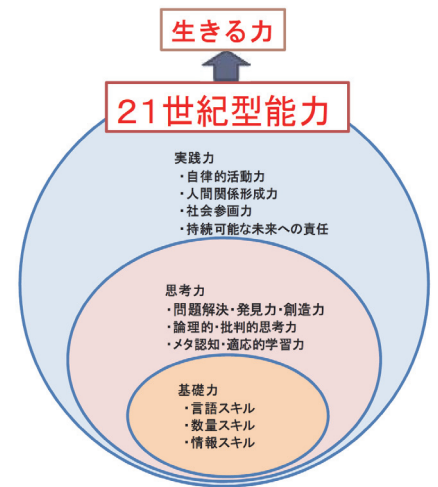 生きる力
21世紀型能力
実践力
・自律的活動力
・人間関係形成力
・社会参画力
・持続可能な未来への責任
思考力
・問題解決・発見力・創造力
・論理的・批判的思考力
・メタ認知・適応的学習力
基礎力
・言語スキル
・数量スキル
・情報スキル